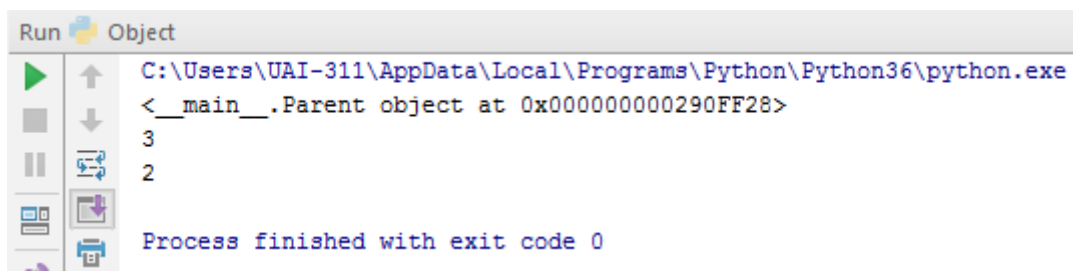 Run Object
C:\Users\UAI-311\AppData\Local\Programs\Python\Python36\python.exe
<__main__.Parent object at 0x000000000290FF28>
3
2
Process finished with exit code 0